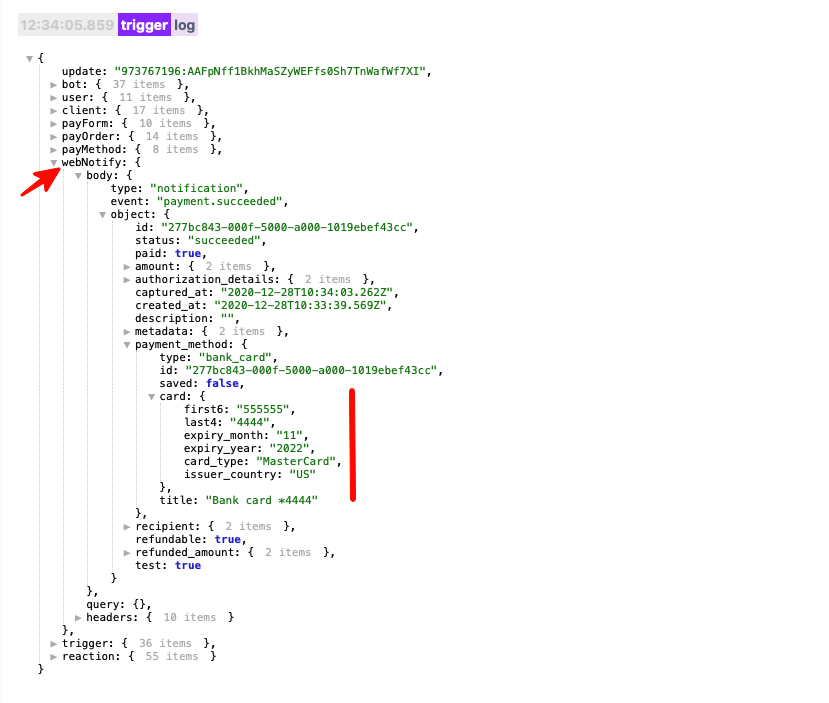 12:34:05.859 trigger log
{
update: "973767196:AAFpNff1BkhMaSZyWEFfs0Sh7TnWafWf7XI",
bot: { 37 items },
user: { 11 items },
client: { 17 items },
payForm: { 10 items },
payOrder: { 14 items },
payMethod: { 8 items },
webNotify: {
body: {
type: "notification",
event: "payment.succeeded",
object: {
id: "277bc843-000f-5000-a000-1019ebef43cc",
status: "succeeded",
paid: true,
amount: { 2 items },
authorization_details: { 2 items },
captured_at: "2020-12-28T10:34:03.262Z",
created_at: "2020-12-28T10:33:39.569Z",
description: "",
metadata: { 2 items },
payment_method: {
type: "bank_card",
id: "277bc843-000f-5000-a000-1019ebef43cc",
saved: false,
card: {
first6: "555555",
last4: "4444",
expiry_month: "11",
expiry_year: "2022",
card_type: "MasterCard",
issuer_country: "US"
},
title: "Bank card *4444"
},
recipient: { 2 items },
refundable: true,
refunded_amount: { 2 items },
test: true
}
},
query: {},
headers: { 10 items }
},
trigger: { 36 items },
reaction: { 55 items }
}